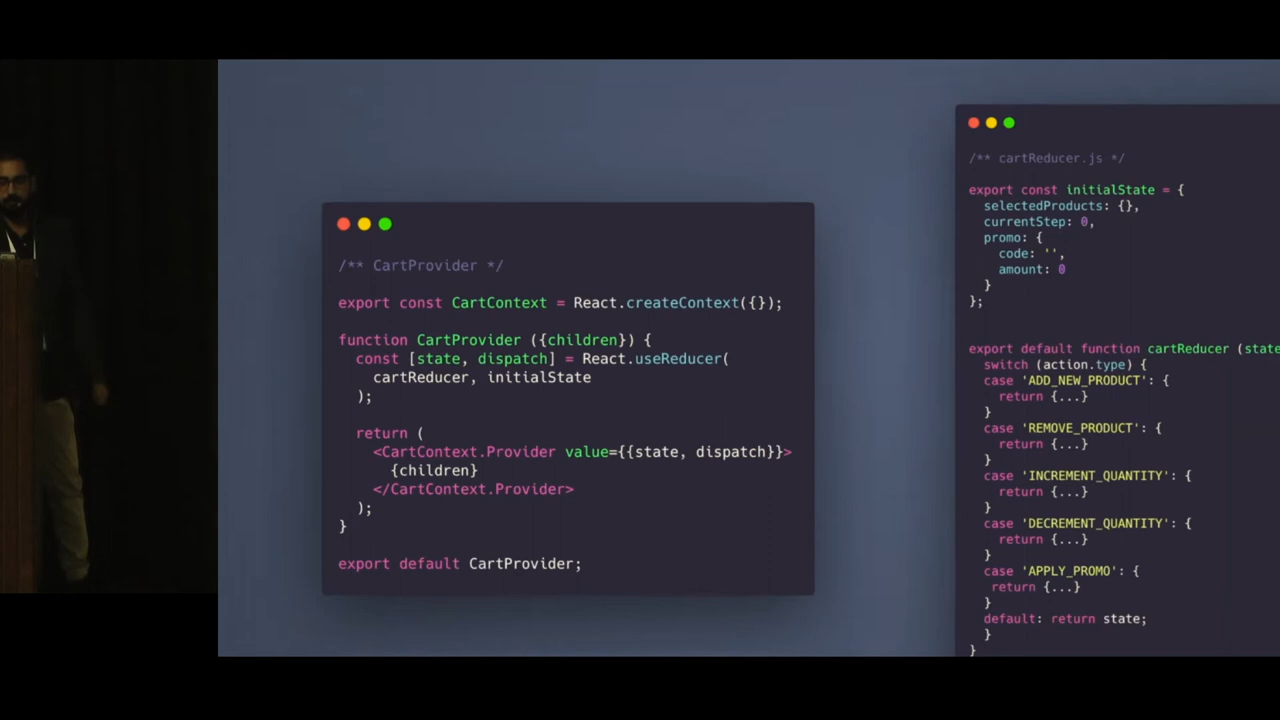 /** CartProvider */
export const CartContext = React.createContext({});
function CartProvider ({children}) {
  const [state, dispatch] = React.useReducer(
    cartReducer, initialState
  );
  return (
    <CartContext.Provider value={{state, dispatch}}>
      {children}
    </CartContext.Provider>
  );
}
export default CartProvider;
/** cartReducer.js */
export const initialState = {
  selectedProducts: {},
  currentStep: 0,
  promo: {
    code: '',
    amount: 0
  }
};
export default function cartReducer (state
  switch (action.type) {
  case 'ADD_NEW_PRODUCT': {
    return {...}
  }
  case 'REMOVE_PRODUCT': {
    return {...}
  }
  case 'INCREMENT_QUANTITY': {
    return {...}
  }
  case 'DECREMENT_QUANTITY': {
    return {...}
  }
  case 'APPLY_PROMO': {
   return {...}
  }
  default: return state;
  }
}